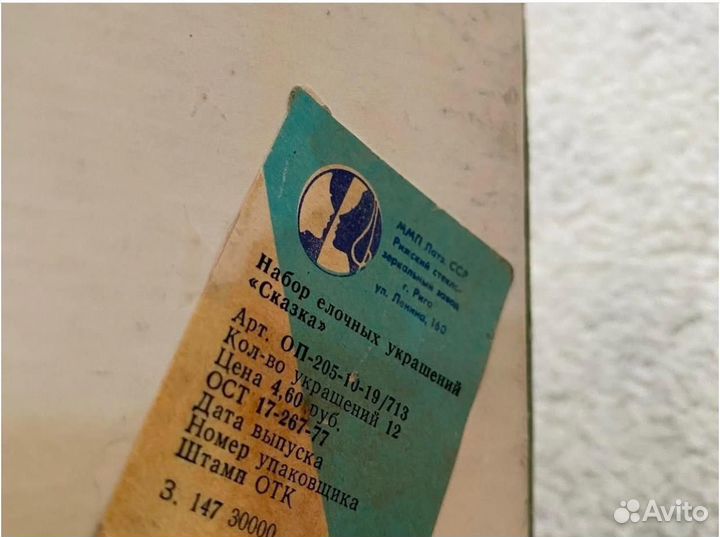 ММП Латв. ССР
Рижский стекло-
зеркальный завод
г. Рига
ул. Ленина, 160
Набор елочных украшений
«Сказка»
Арт. ОП-205-10-19/713
Кол-во украшений 12
Цена 4,60 руб.
ОСТ 17-267-77
Дата выпуска
Номер упаковщика
Штамп ОТК
З. 147 30000
Avito